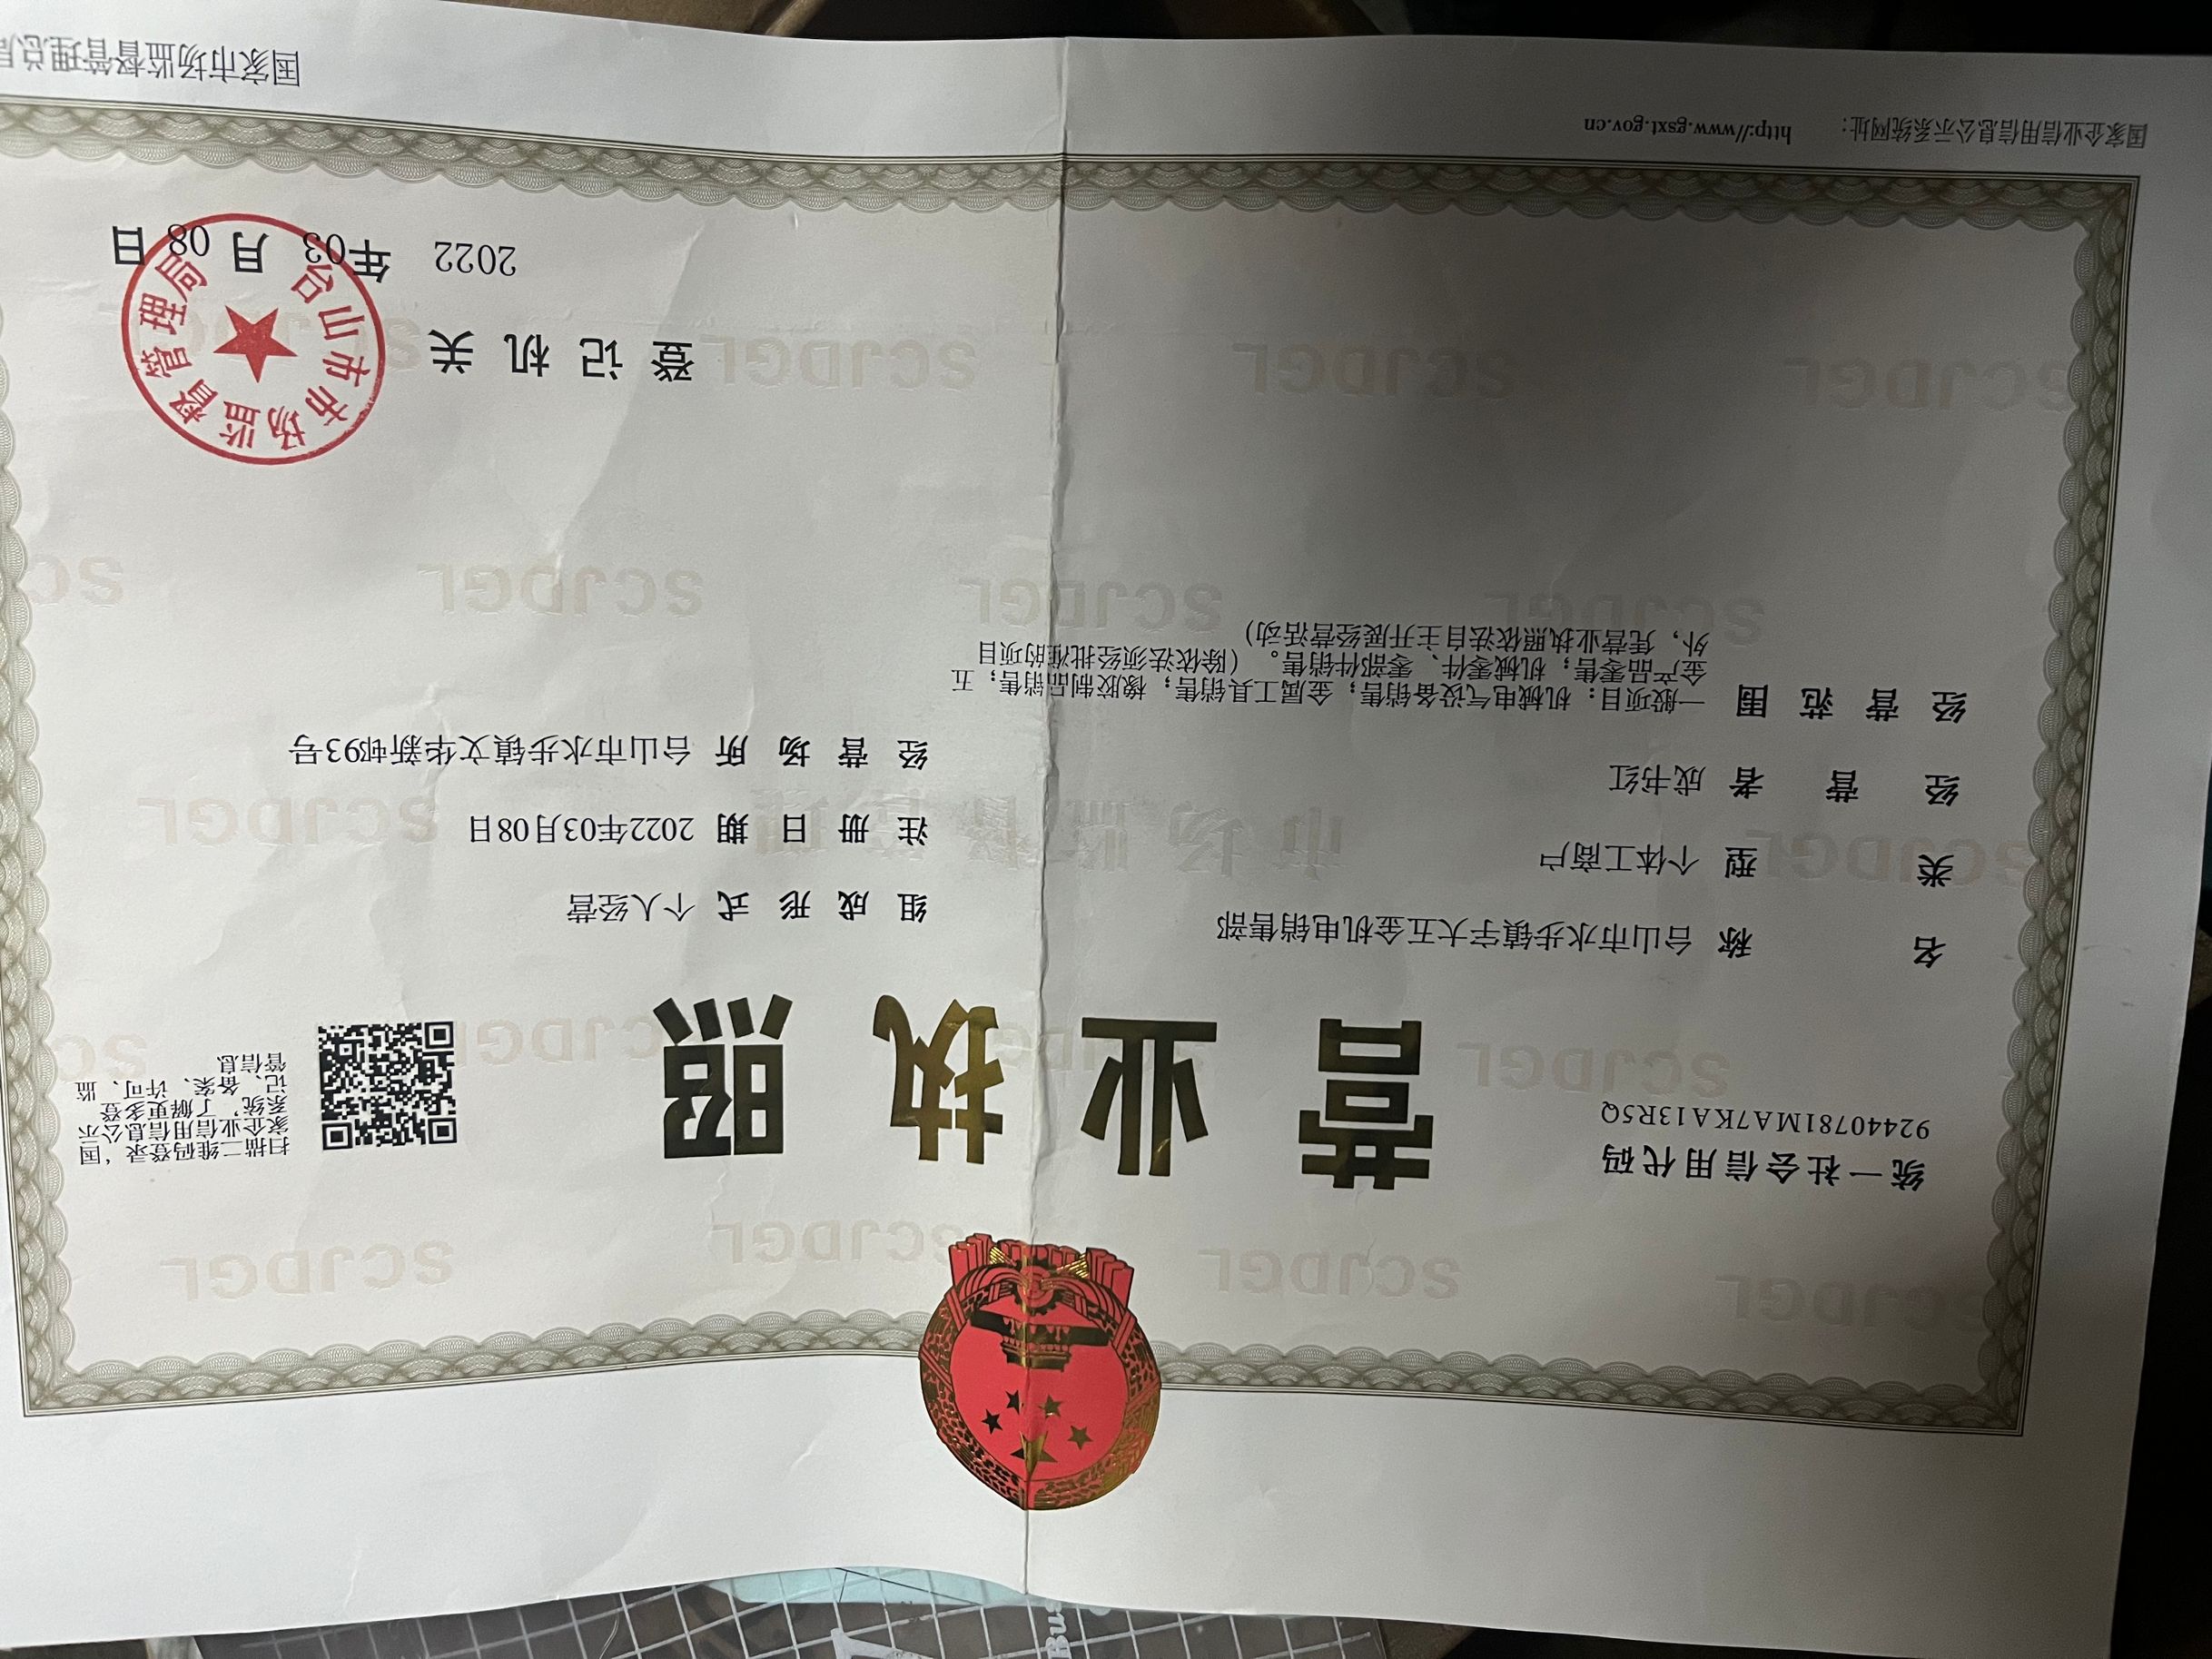 统一社会信用代码
92440781MA7KA13R5Q
营业执照
扫描二维码登录‘国
家企业信用信息公示
系统’了解更多登
记、备案、许可、监
管信息
名称 台山市水步镇宇大五金机电销售部
类型 个体工商户
经营者 成书红
经营范围 一般项目：机械电气设备销售；金属工具销售；橡胶制品销售；五
金产品零售；机械零件、零部件销售。（除依法须经批准的项目
外，凭营业执照依法自主开展经营活动）
组成形式 个人经营
注册日期 2022年03月08日
经营场所 台山市水步镇文华新邨93号
登记机关
台山市市场监督管理局
2022年03月08日
国家企业信用信息公示系统网址： http://www.gsxt.gov.cn
国家市场监督管理总局
市场监督管理
SCJDGL